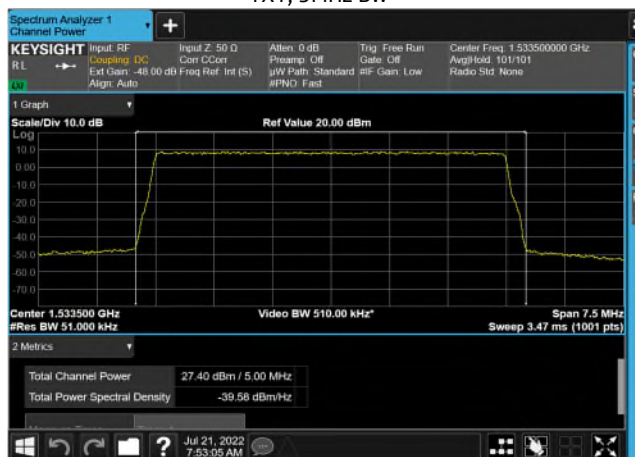 TX1, 5MHz BW
Spectrum Analyzer 1
Channel Power
KEYSIGHT
RL
Input: RF
Coupling: DC
Ext Gain: -48.00 dB
Align: Auto
Input Z: 50 Ω
Corr CCorr
Freq Ref: Int (S)
Atten: 0 dB
Preamp: Off
µW Path: Standard
#PNO: Fast
Trig: Free Run
Gate: Off
#IF Gain: Low
Center Freq: 1.533500000 GHz
Avg|Hold: 101/101
Radio Std: None
1 Graph
Scale/Div 10.0 dB
Ref Value 20.00 dBm
Log
10.0
0.00
-10.0
-20.0
-30.0
-40.0
-50.0
-60.0
-70.0
Center 1.533500 GHz
Video BW 510.00 kHz*
Span 7.5 MHz
#Res BW 51.000 kHz
Sweep 3.47 ms (1001 pts)
2 Metrics
Total Channel Power
27.40 dBm / 5.00 MHz
Total Power Spectral Density
-39.58 dBm/Hz
Jul 21, 2022
7:53:05 AM